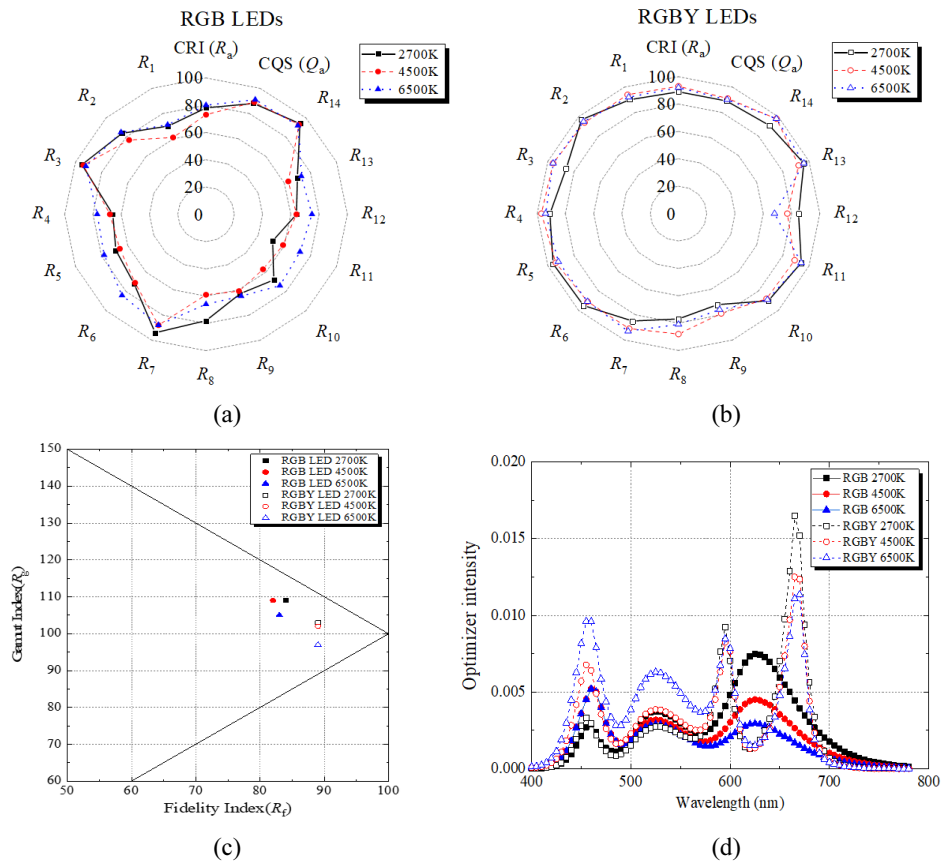 RGB LEDs
CRI (Ra)
CQS (Qa)
R14
R13
R12
R11
R10
R9
R8
R7
R6
R5
R4
R3
R2
R1
100
80
60
40
20
0
2700K
4500K
6500K
(a)
RGBY LEDs
CRI (Ra)
CQS (Qa)
R14
R13
R12
R11
R10
R9
R8
R7
R6
R5
R4
R3
R2
R1
100
80
60
40
20
0
2700K
4500K
6500K
(b)
Gamut Index(Rg)
150
140
130
120
110
100
90
80
70
60
50
60
70
80
90
100
Fidelity Index(Rf)
RGB LED 2700K
RGB LED 4500K
RGB LED 6500K
RGBY LED 2700K
RGBY LED 4500K
RGBY LED 6500K
(c)
Optimizer intensity
0.020
0.015
0.010
0.005
0.000
400
500
600
700
800
Wavelength (nm)
RGB 2700K
RGB 4500K
RGB 6500K
RGBY 2700K
RGBY 4500K
RGBY 6500K
(d)